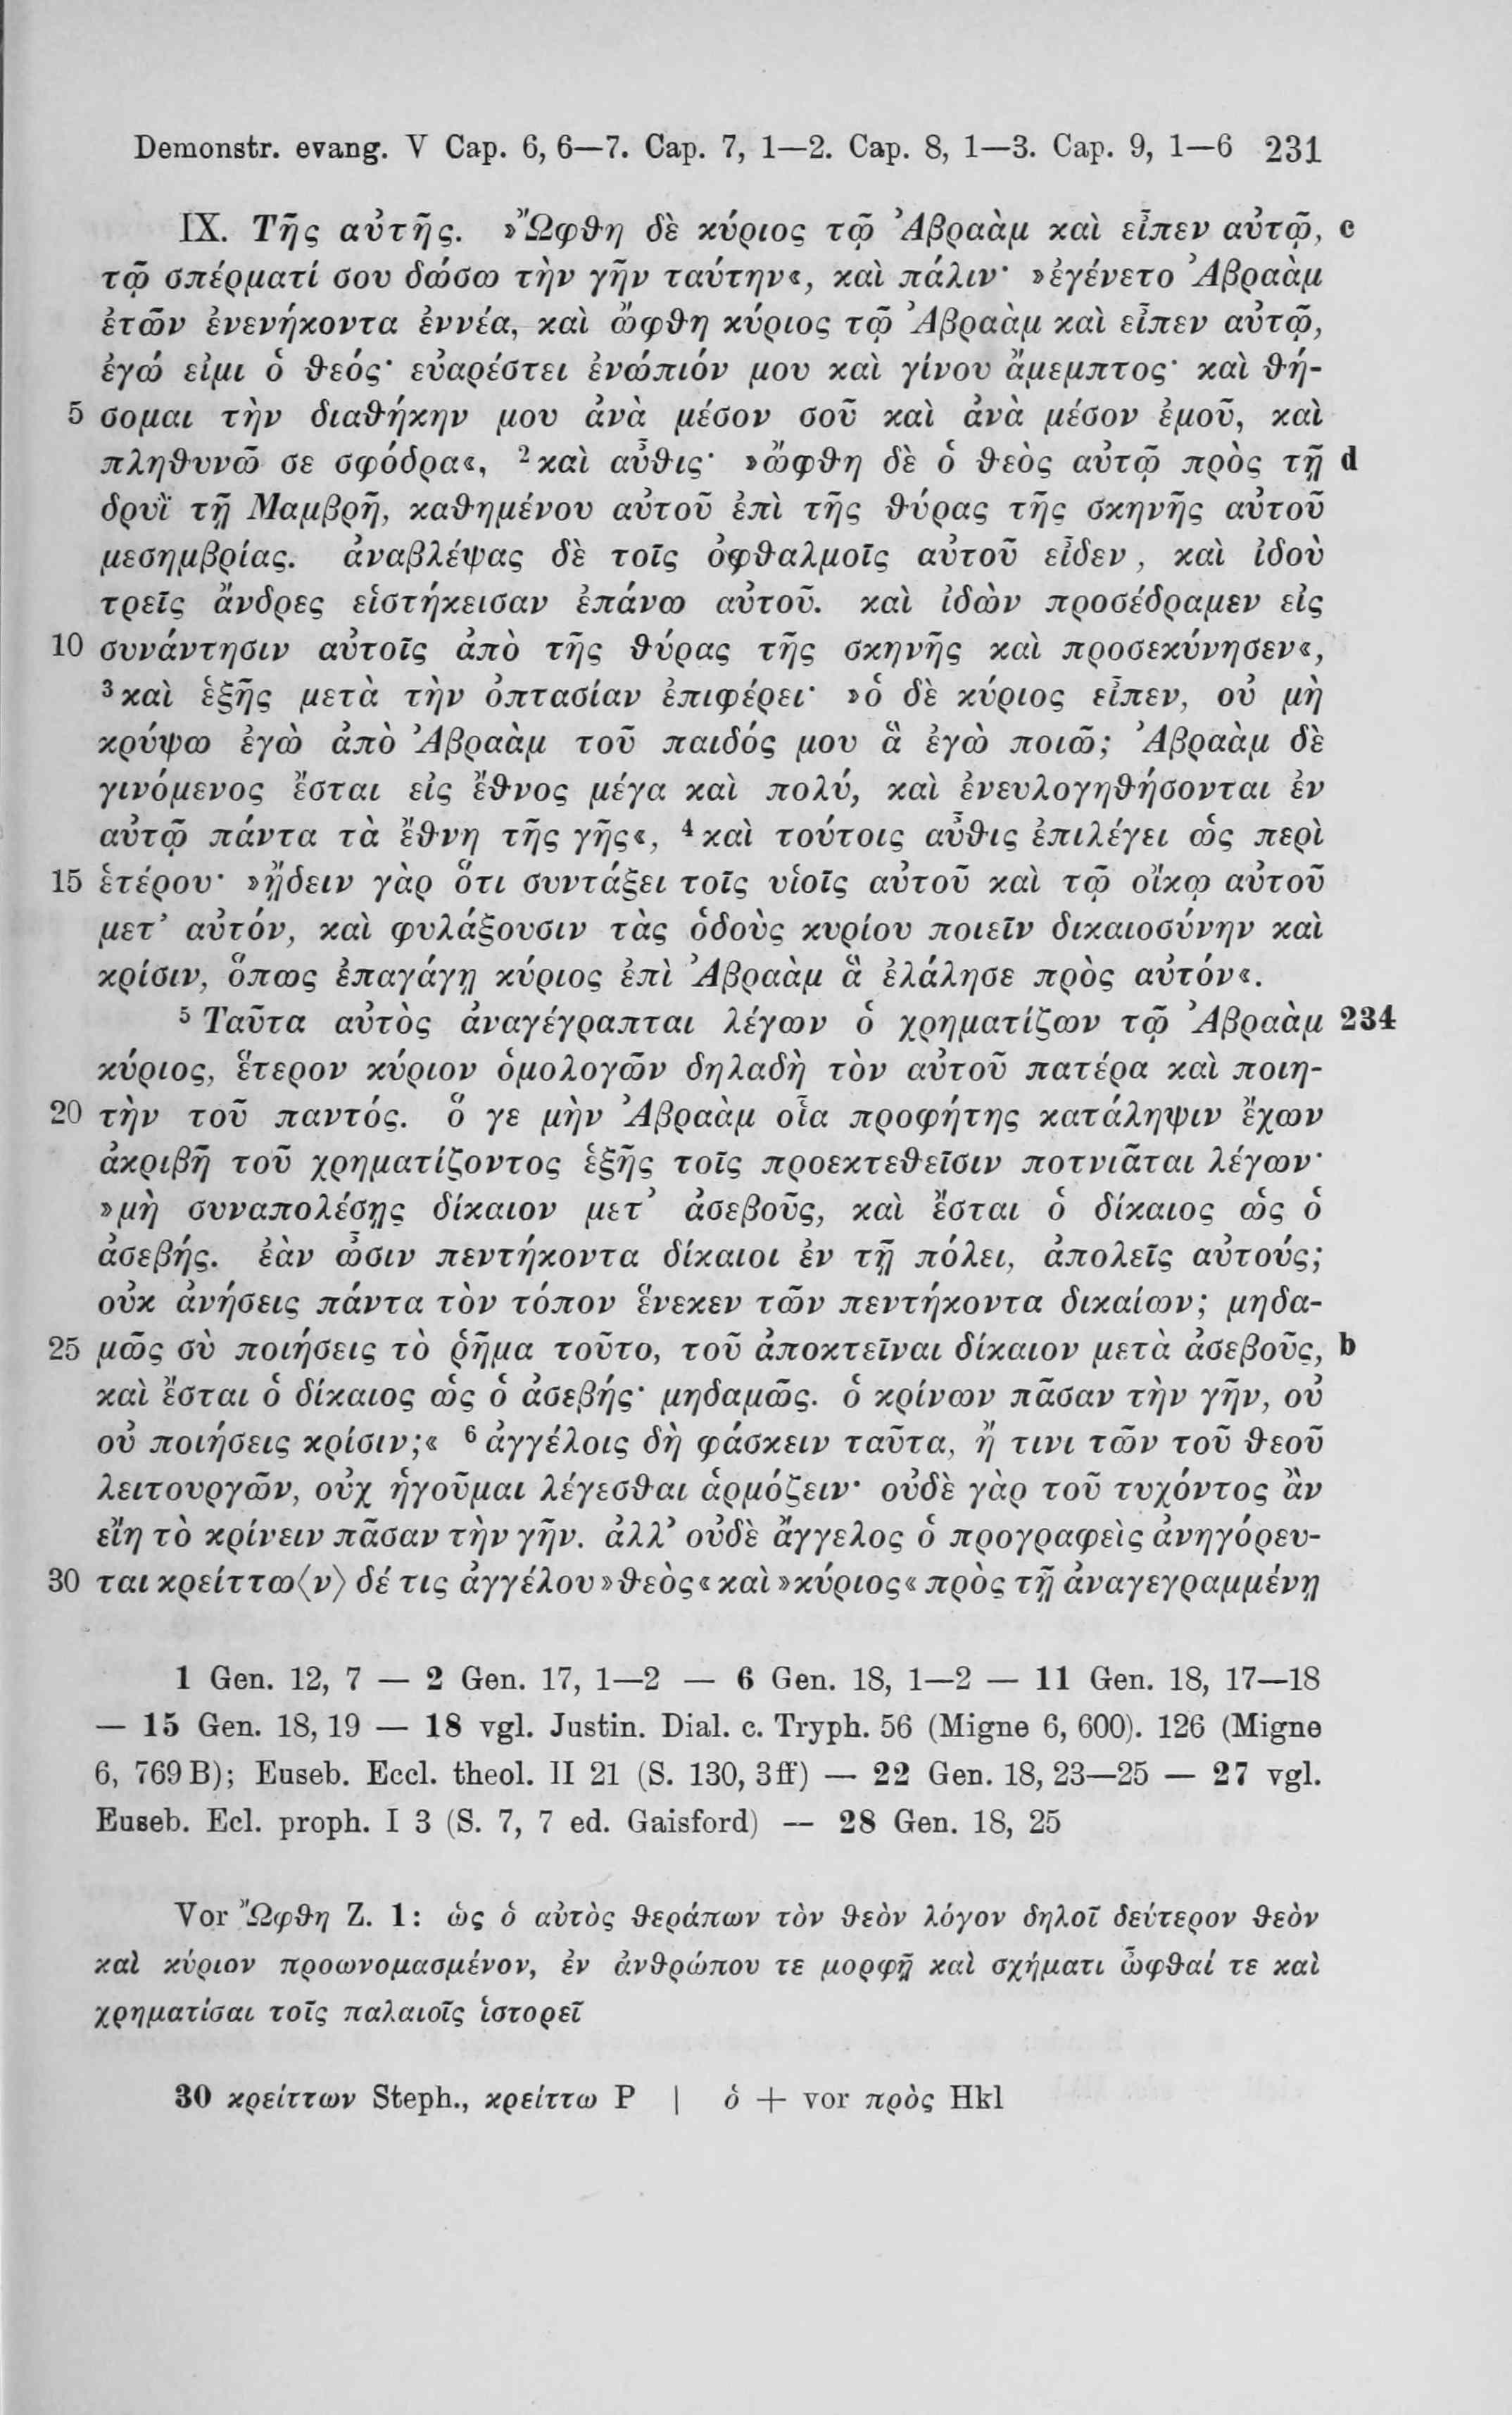 Demonstr. evang. V Cap. 6, 6—7. Cap. 7, 1—2. Cap. 8, 1—3. Cap. 9, 1—6 231
IX. Τῆς αὐτῆς. »Ὤφθη δὲ κύριος τῷ Ἀβραὰμ καὶ εἶπεν αὐτῷ, c
τῷ σπέρματί σου δώσω τὴν γῆν ταύτην«, καὶ πάλιν· »ἐγένετο Ἀβραὰμ
ἐτῶν ἐνενήκοντα ἐννέα, καὶ ὤφθη κύριος τῷ Ἀβραὰμ καὶ εἶπεν αὐτῷ,
ἐγώ εἰμι ὁ θεός· εὐαρέστει ἐνώπιόν μου καὶ γίνου ἄμεμπτος· καὶ θή-
5 σομαι τὴν διαθήκην μου ἀνὰ μέσον σοῦ καὶ ἀνὰ μέσον ἐμοῦ, καὶ
πληθυνῶ σε σφόδρα«, ²καὶ αὖθις· »ὤφθη δὲ ὁ θεὸς αὐτῷ πρὸς τῇ d
δρυῒ τῇ Μαμβρῆ, καθημένου αὐτοῦ ἐπὶ τῆς θύρας τῆς σκηνῆς αὐτοῦ
μεσημβρίας. ἀναβλέψας δὲ τοῖς ὀφθαλμοῖς αὐτοῦ εἶδεν, καὶ ἰδοὺ
τρεῖς ἄνδρες εἱστήκεισαν ἐπάνω αὐτοῦ. καὶ ἰδὼν προσέδραμεν εἰς
10 συνάντησιν αὐτοῖς ἀπὸ τῆς θύρας τῆς σκηνῆς καὶ προσεκύνησεν«,
³καὶ ἑξῆς μετὰ τὴν ὀπτασίαν ἐπιφέρει· »ὁ δὲ κύριος εἶπεν, οὐ μὴ
κρύψω ἐγὼ ἀπὸ Ἀβραὰμ τοῦ παιδός μου ἃ ἐγὼ ποιῶ; Ἀβραὰμ δὲ
γινόμενος ἔσται εἰς ἔθνος μέγα καὶ πολύ, καὶ ἐνευλογηθήσονται ἐν
αὐτῷ πάντα τὰ ἔθνη τῆς γῆς«, ⁴καὶ τούτοις αὖθις ἐπιλέγει ὡς περὶ
15 ἑτέρου· »ᾔδειν γὰρ ὅτι συντάξει τοῖς υἱοῖς αὐτοῦ καὶ τῷ οἴκῳ αὐτοῦ
μετ’ αὐτόν, καὶ φυλάξουσιν τὰς ὁδοὺς κυρίου ποιεῖν δικαιοσύνην καὶ
κρίσιν, ὅπως ἐπαγάγῃ κύριος ἐπὶ Ἀβραὰμ ἃ ἐλάλησε πρὸς αὐτόν«.
⁵Ταῦτα αὐτὸς ἀναγέγραπται λέγων ὁ χρηματίζων τῷ Ἀβραὰμ 234
κύριος, ἕτερον κύριον ὁμολογῶν δηλαδὴ τὸν αὐτοῦ πατέρα καὶ ποιη-
20 τὴν τοῦ παντός. ὅ γε μὴν Ἀβραὰμ οἷα προφήτης κατάληψιν ἔχων
ἀκριβῆ τοῦ χρηματίζοντος ἑξῆς τοῖς προεκτεθεῖσιν ποτνιᾶται λέγων·
»μὴ συναπολέσῃς δίκαιον μετ’ ἀσεβοῦς, καὶ ἔσται ὁ δίκαιος ὡς ὁ
ἀσεβής. ἐὰν ὦσιν πεντήκοντα δίκαιοι ἐν τῇ πόλει, ἀπολεῖς αὐτούς;
οὐκ ἀνήσεις πάντα τὸν τόπον ἕνεκεν τῶν πεντήκοντα δικαίων; μηδα-
25 μῶς σὺ ποιήσεις τὸ ῥῆμα τοῦτο, τοῦ ἀποκτεῖναι δίκαιον μετὰ ἀσεβοῦς, b
καὶ ἔσται ὁ δίκαιος ὡς ὁ ἀσεβής· μηδαμῶς. ὁ κρίνων πᾶσαν τὴν γῆν, οὐ
οὐ ποιήσεις κρίσιν;« ⁶ἀγγέλοις δὴ φάσκειν ταῦτα, ἤ τινι τῶν τοῦ θεοῦ
λειτουργῶν, οὐχ ἡγοῦμαι λέγεσθαι ἁρμόζειν· οὐδὲ γὰρ τοῦ τυχόντος ἂν
εἴη τὸ κρίνειν πᾶσαν τὴν γῆν. ἀλλ’ οὐδὲ ἄγγελος ὁ προγραφεὶς ἀνηγόρευ-
30 ται κρείττω⟨ν⟩ δέ τις ἀγγέλου »θεὸς« καὶ »κύριος« πρὸς τῇ ἀναγεγραμμένῃ
1 Gen. 12, 7 — 2 Gen. 17, 1—2 — 6 Gen. 18, 1—2 — 11 Gen. 18, 17—18
— 15 Gen. 18, 19 — 18 vgl. Justin. Dial. c. Tryph. 56 (Migne 6, 600). 126 (Migne
6, 769 B); Euseb. Eccl. theol. II 21 (S. 130, 3 ff) — 22 Gen. 18, 23—25 — 27 vgl.
Euseb. Ecl. proph. I 3 (S. 7, 7 ed. Gaisford) — 28 Gen. 18, 25
Vor Ὤφθη Z. 1: ὡς ὁ αὐτὸς θεράπων τὸν θεὸν λόγον δηλοῖ δεύτερον θεὸν
καὶ κύριον προωνομασμένον, ἐν ἀνθρώπου τε μορφῇ καὶ σχήματι ὦφθαί τε καὶ
χρηματίσαι τοῖς παλαιοῖς ἱστορεῖ
30 κρείττων Steph., κρείττω P | ὁ + vor πρὸς Hkl